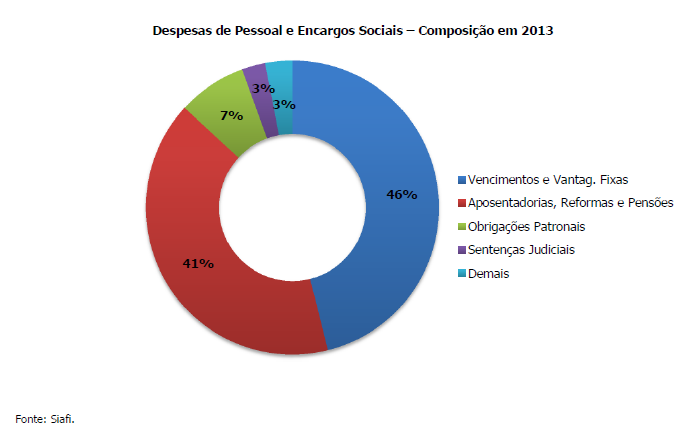 Despesas de Pessoal e Encargos Sociais – Composição em 2013
3%
3%
7%
46%
41%
Vencimentos e Vantag. Fixas
Aposentadorias, Reformas e Pensões
Obrigações Patronais
Sentenças Judiciais
Demais
Fonte: Siafi.